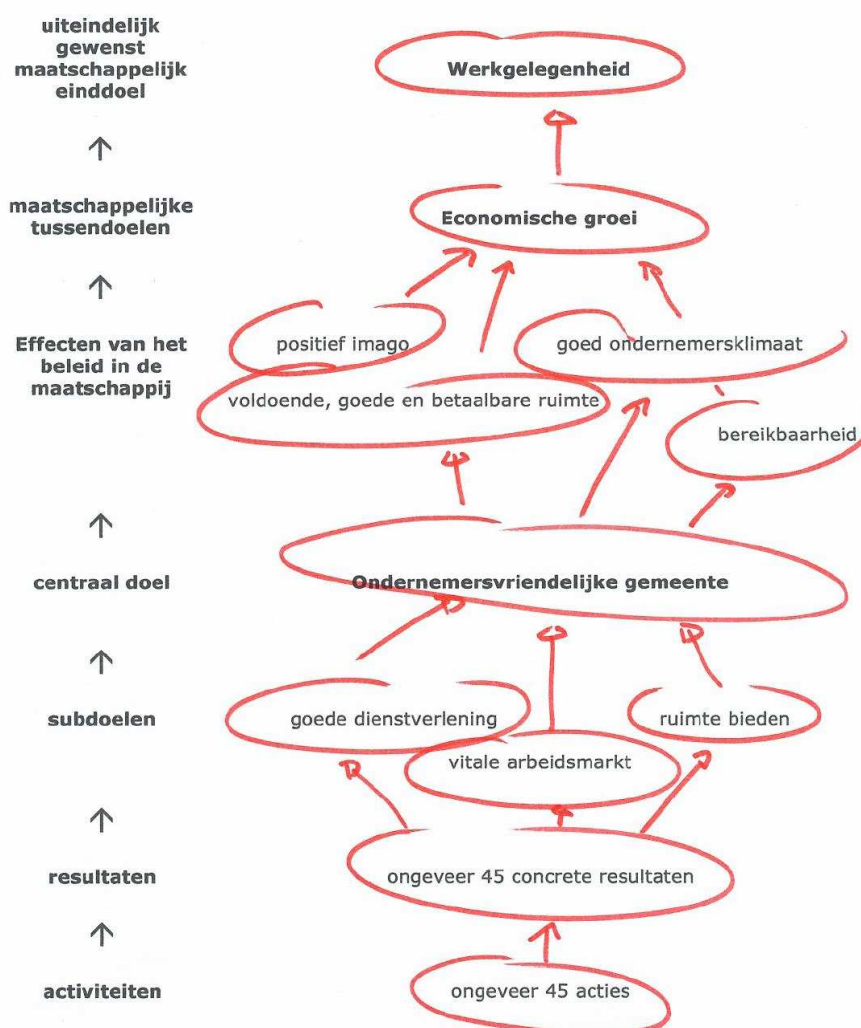 uiteindelijk
gewenst
maatschappelijk
einddoel
Werkgelegenheid
maatschappelijke
tussendoelen
Economische groei
Effecten van het
beleid in de
maatschappij
positief imago
goed ondernemersklimaat
voldoende, goede en betaalbare ruimte
bereikbaarheid
centraal doel
Ondernemersvriendelijke gemeente
subdoelen
goede dienstverlening
ruimte bieden
vitale arbeidsmarkt
resultaten
ongeveer 45 concrete resultaten
activiteiten
ongeveer 45 acties